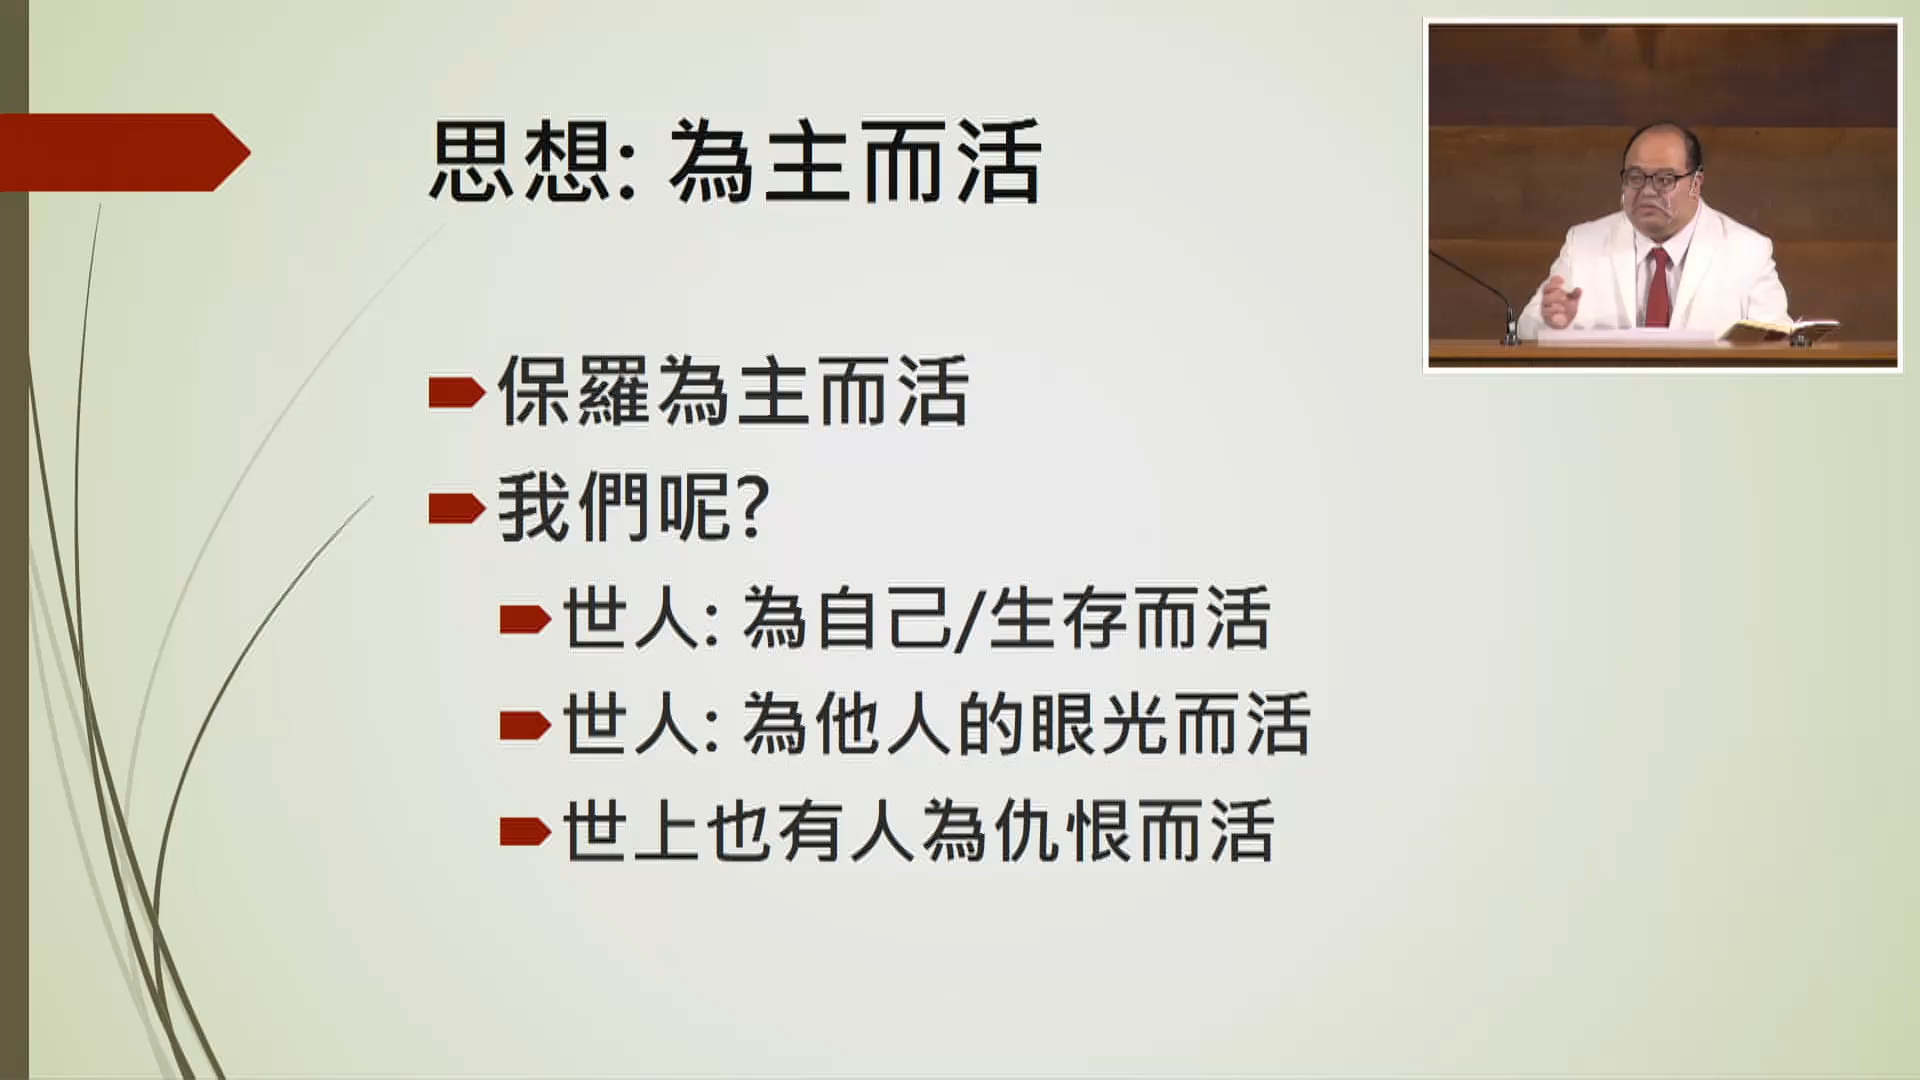 思想: 為主而活
保羅為主而活
我們呢?
世人: 為自己/生存而活
世人: 為他人的眼光而活
世上也有人為仇恨而活